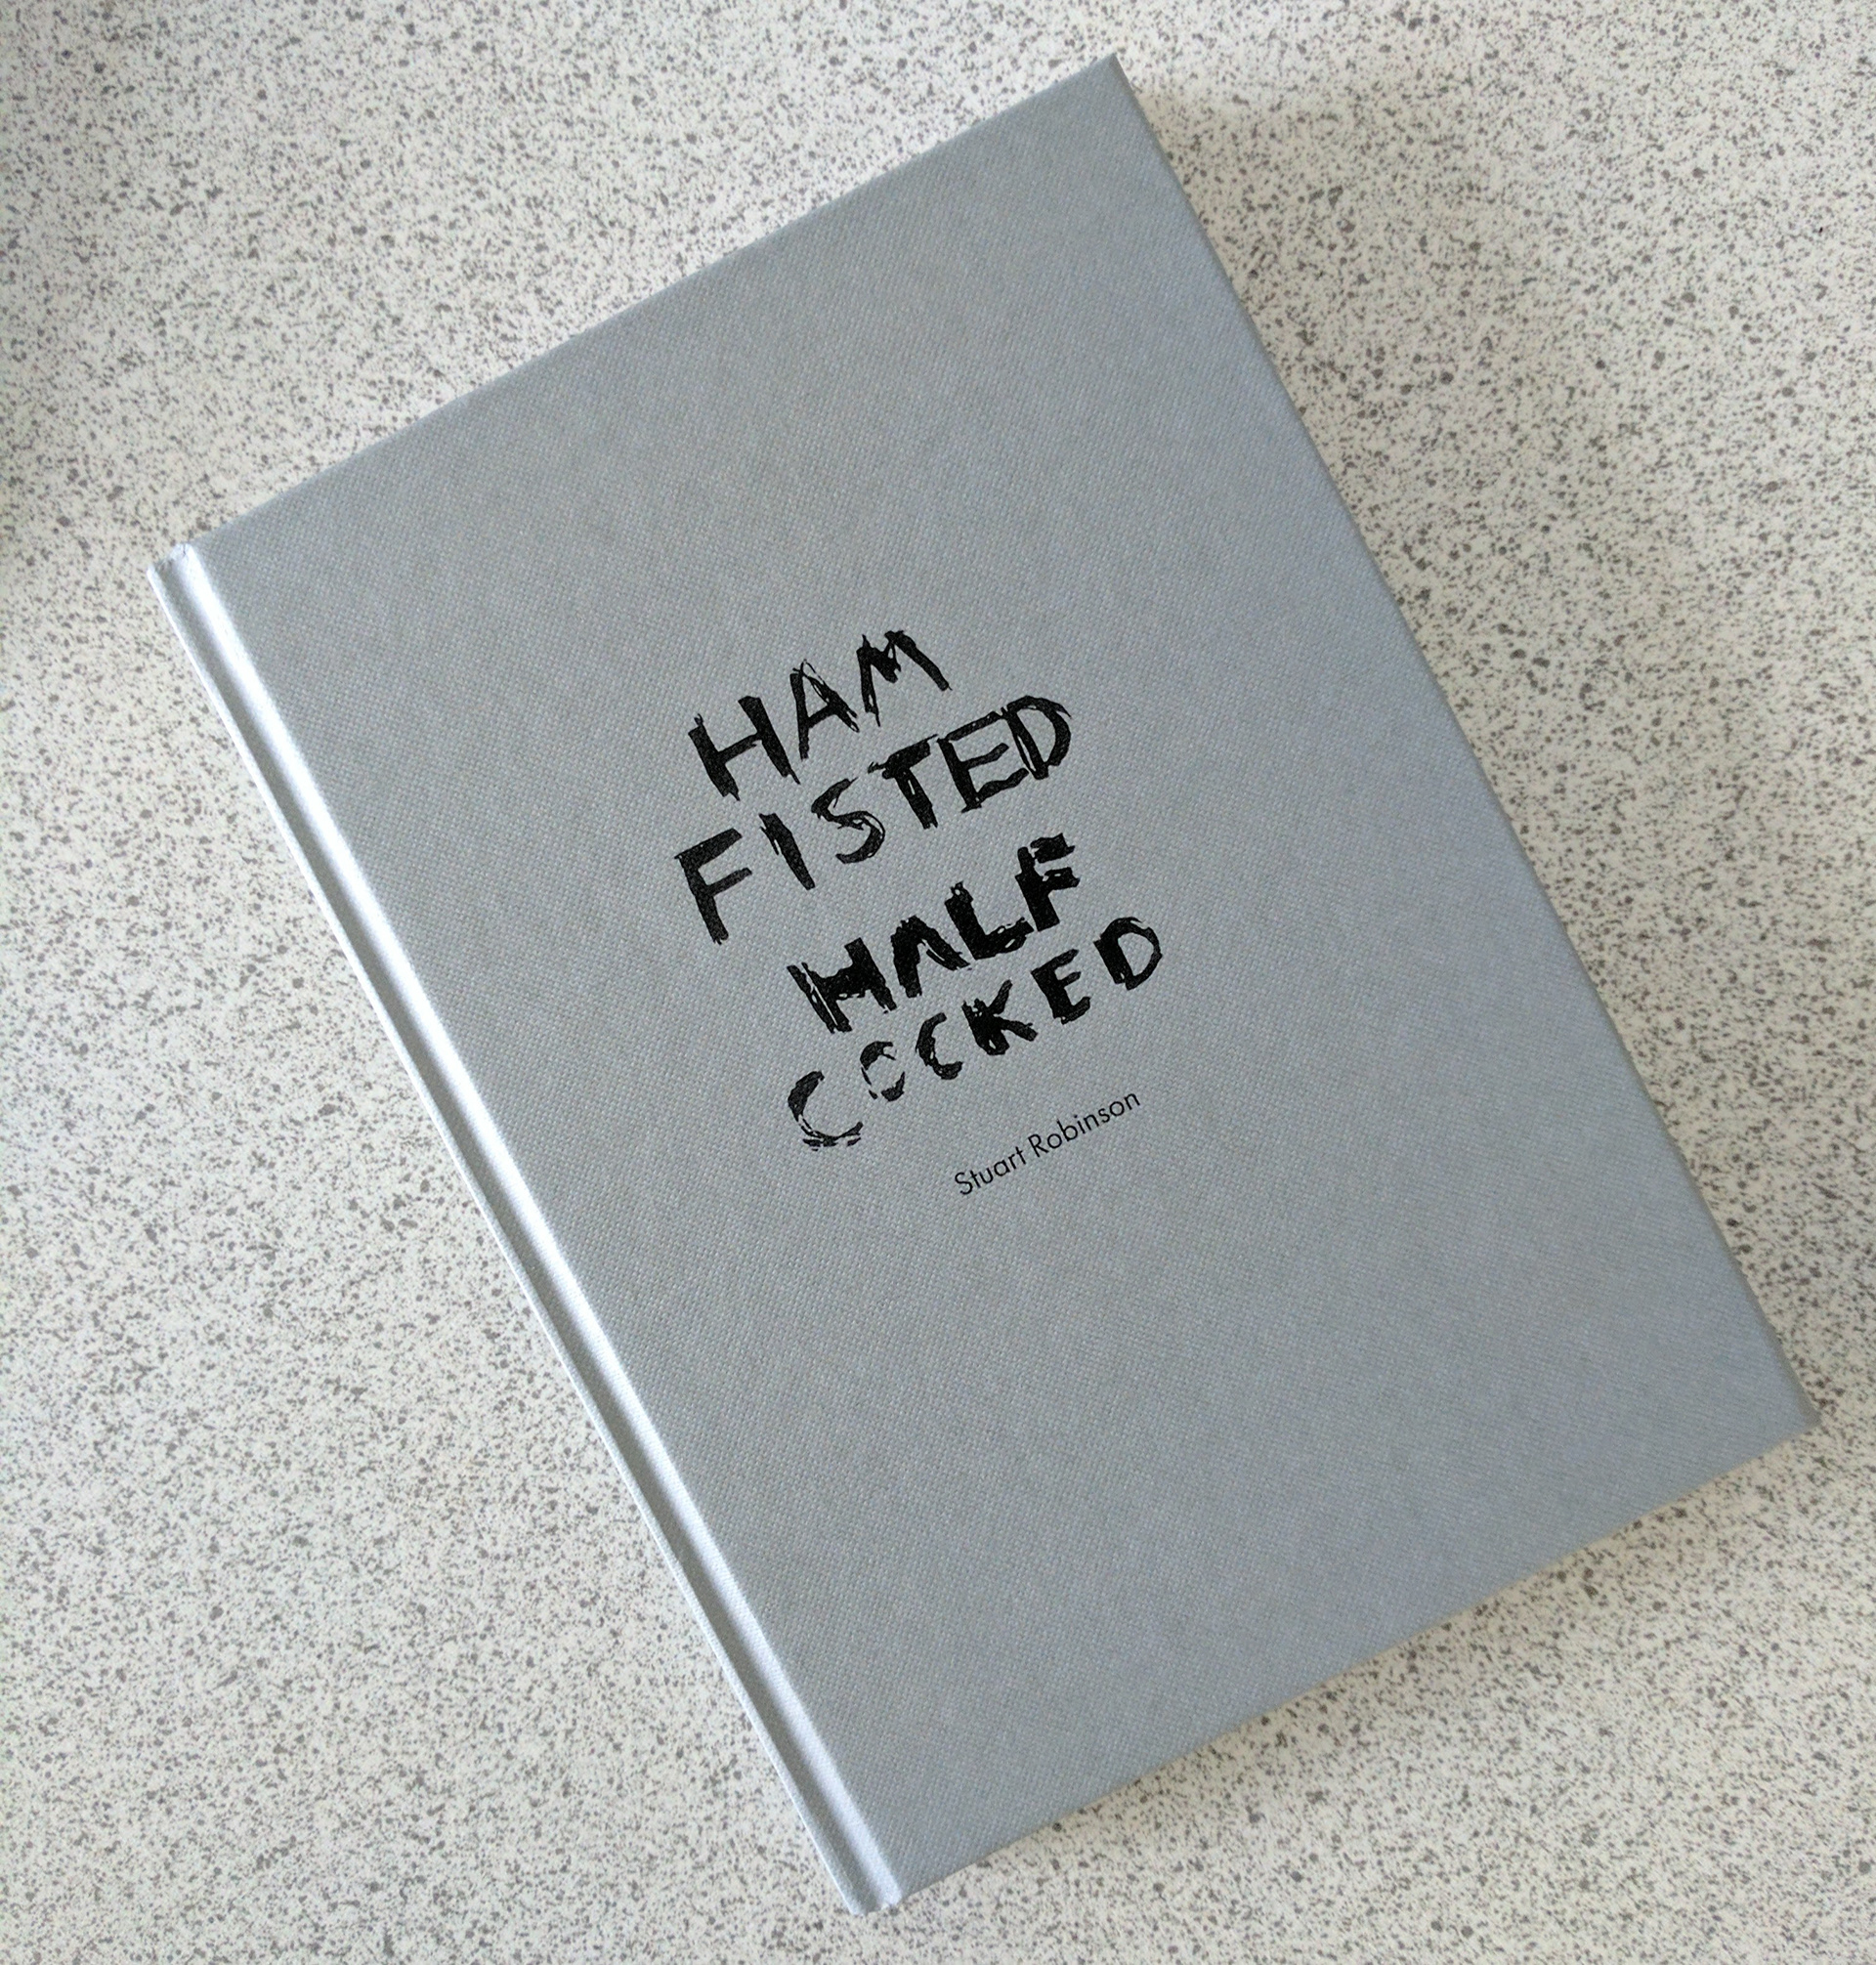 HAM
FISTED
HALF
COCKED
Stuart Robinson